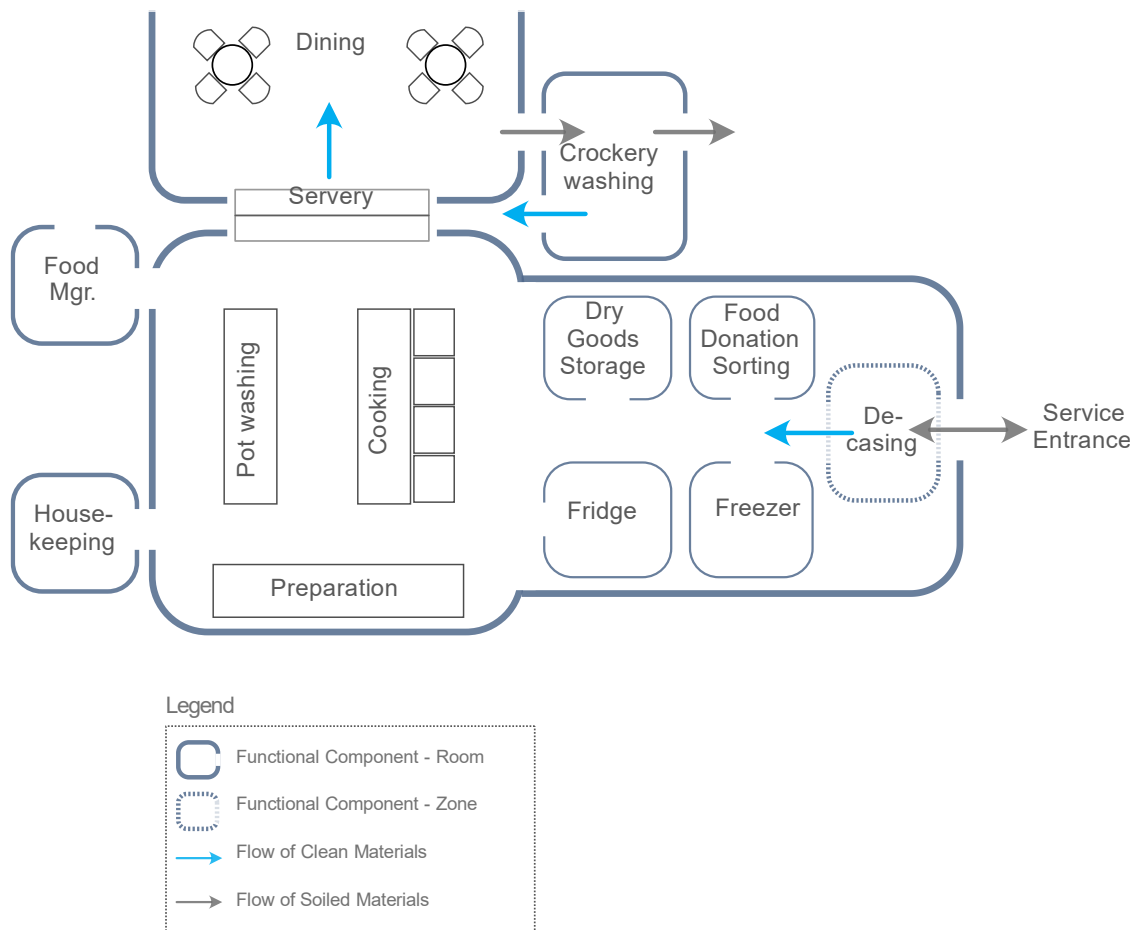 Dining
Crockery
washing
Servery
Food
Mgr.
Dry
Goods
Storage
Food
Donation
Sorting
Pot washing
Cooking
De-
casing
Service
Entrance
House-
keeping
Fridge
Freezer
Preparation
Legend
Functional Component - Room
Functional Component - Zone
Flow of Clean Materials
Flow of Soiled Materials